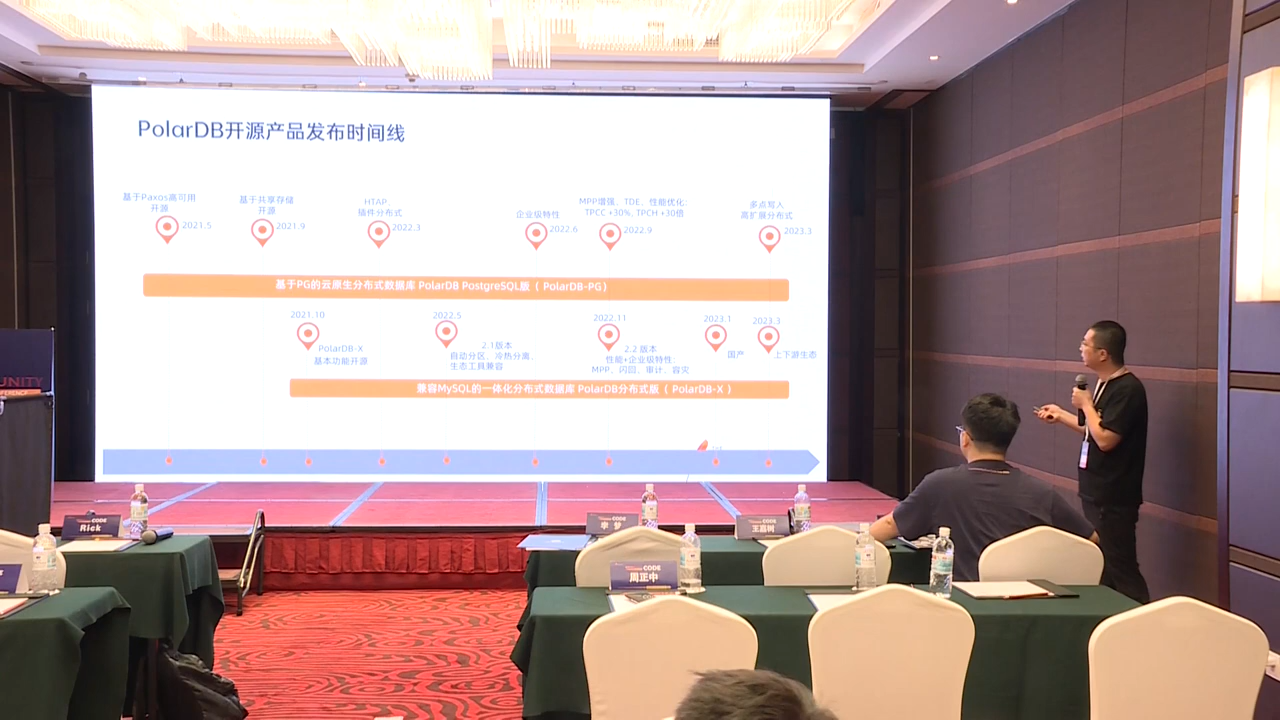 PolarDB开源产品发布时间线
基于Paxos高可用
开源
2021.5
基于共享存储
开源
2021.9
HTAP、
插件分布式
2022.3
企业级特性
2022.6
MPP增强、TDE、性能优化:
TPCC +30%, TPCH +30倍
2022.9
多点写入
高扩展分布式
2023.3
基于PG的云原生分布式数据库 PolarDB PostgreSQL版（ PolarDB-PG）
2021.10
PolarDB-X
基本功能开源
2022.5
2.1版本
自动分区、冷热分离、
生态工具兼容
2022.11
2.2 版本
性能+企业级特性:
MPP、闪回、审计、容灾
2023.1
国产
2023.3
上下游生态
兼容MySQL的一体化分布式数据库 PolarDB分布式版（ PolarDB-X ）
UNITY
CODE
Rick
CODE
李 梦
CODE
王嘉树
CODE
周正中